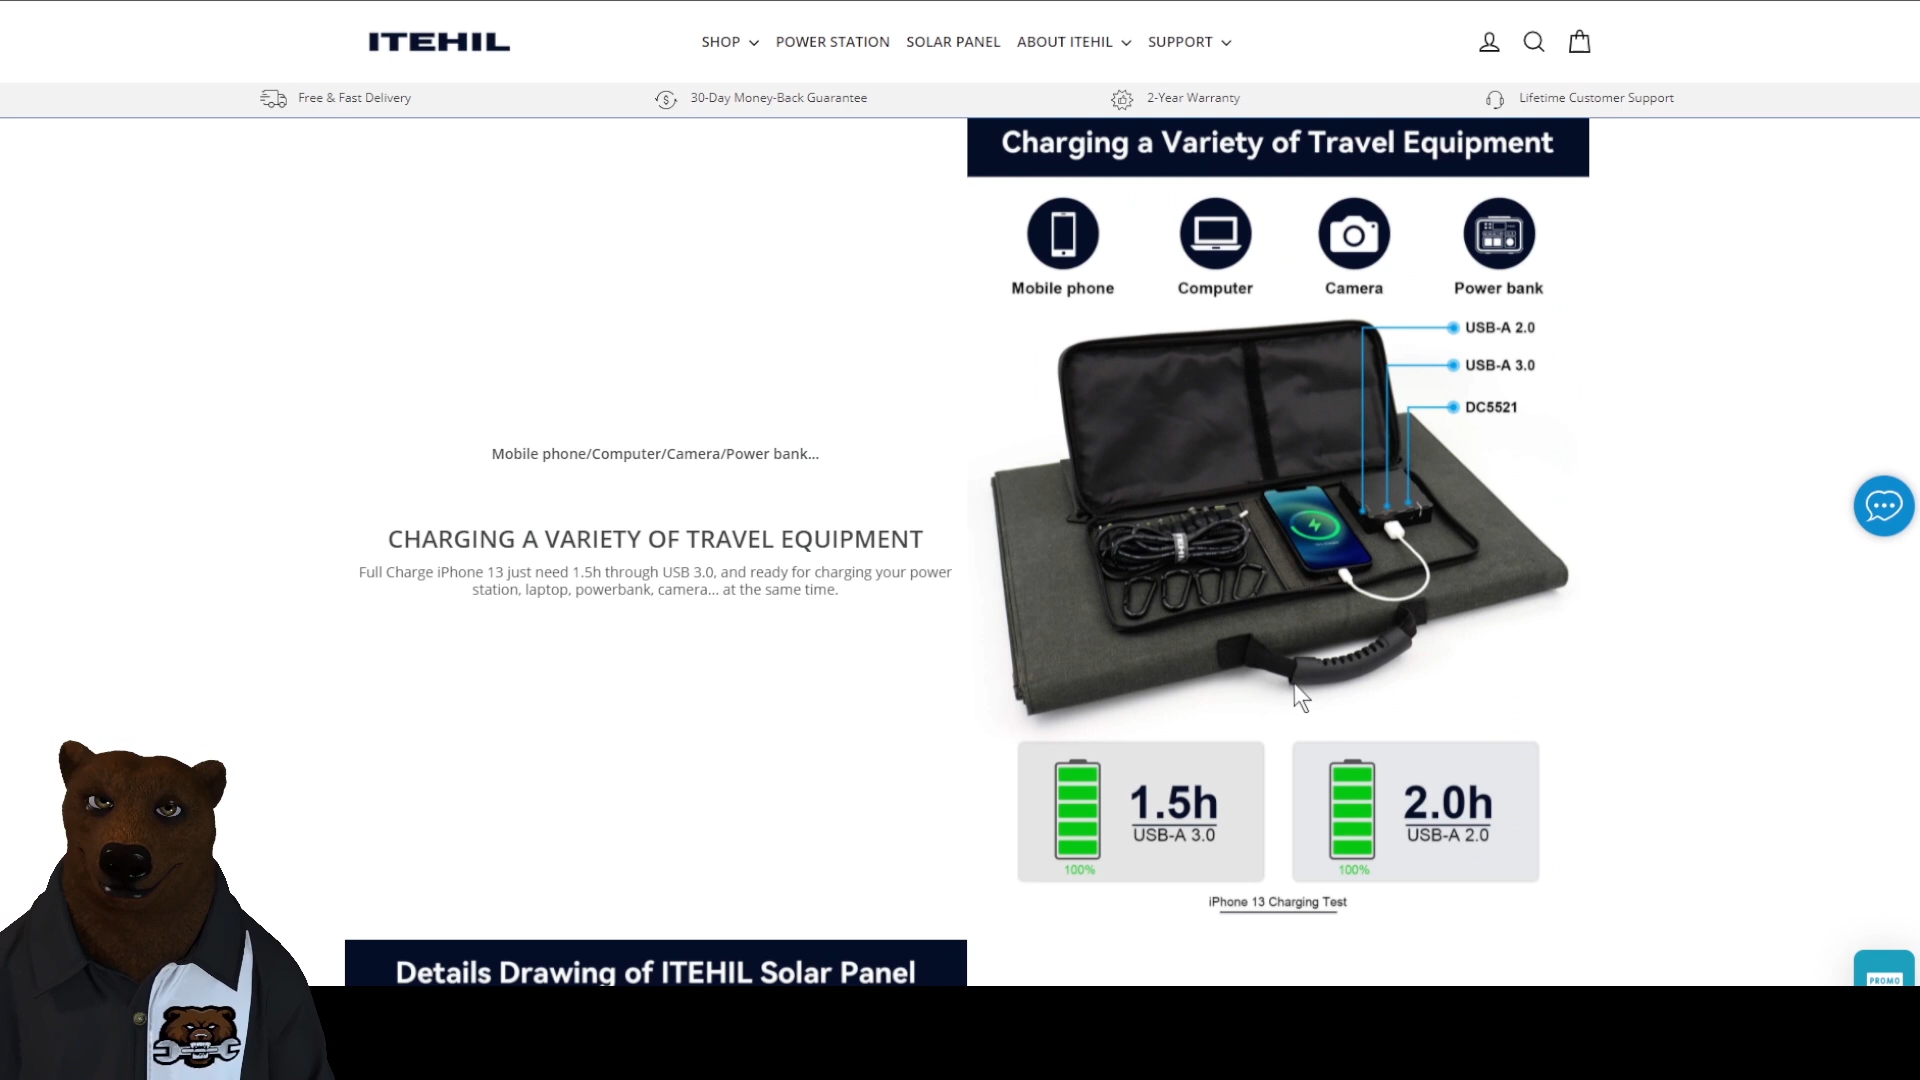 ITEHIL
SHOP
POWER STATION
SOLAR PANEL
ABOUT ITEHIL
SUPPORT
Free & Fast Delivery
30-Day Money-Back Guarantee
2-Year Warranty
Lifetime Customer Support
Charging a Variety of Travel Equipment
Mobile phone
Computer
Camera
Power bank
USB-A 2.0
USB-A 3.0
DC5521
ITEHIL
Mobile phone/Computer/Camera/Power bank...
CHARGING A VARIETY OF TRAVEL EQUIPMENT
Full Charge iPhone 13 just need 1.5h through USB 3.0, and ready for charging your power
station, laptop, powerbank, camera... at the same time.
1.5h
USB-A 3.0
100%
2.0h
USB-A 2.0
100%
iPhone 13 Charging Test
Details Drawing of ITEHIL Solar Panel
PROMO